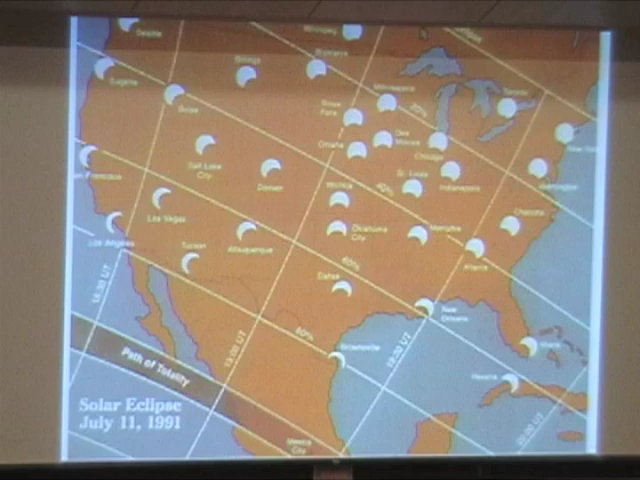 Seattle
Winnipeg
Bismarck
Billings
Eugene
Boise
Minneapolis
Toronto
20%
Sioux
Falls
Des
Moines
Omaha
Chicago
New York
Salt Lake
City
Denver
St. Louis
Indianapolis
Washington
San Francisco
Wichita
40%
Las Vegas
Charlotte
Los Angeles
Tucson
Albuquerque
Oklahoma
City
Memphis
Atlanta
60%
Dallas
18:30 UT
New
Orleans
80%
19:00 UT
Brownsville
19:30 UT
Miami
Path of Totality
Havana
Solar Eclipse
July 11, 1991
20:00 UT
Mexico
City